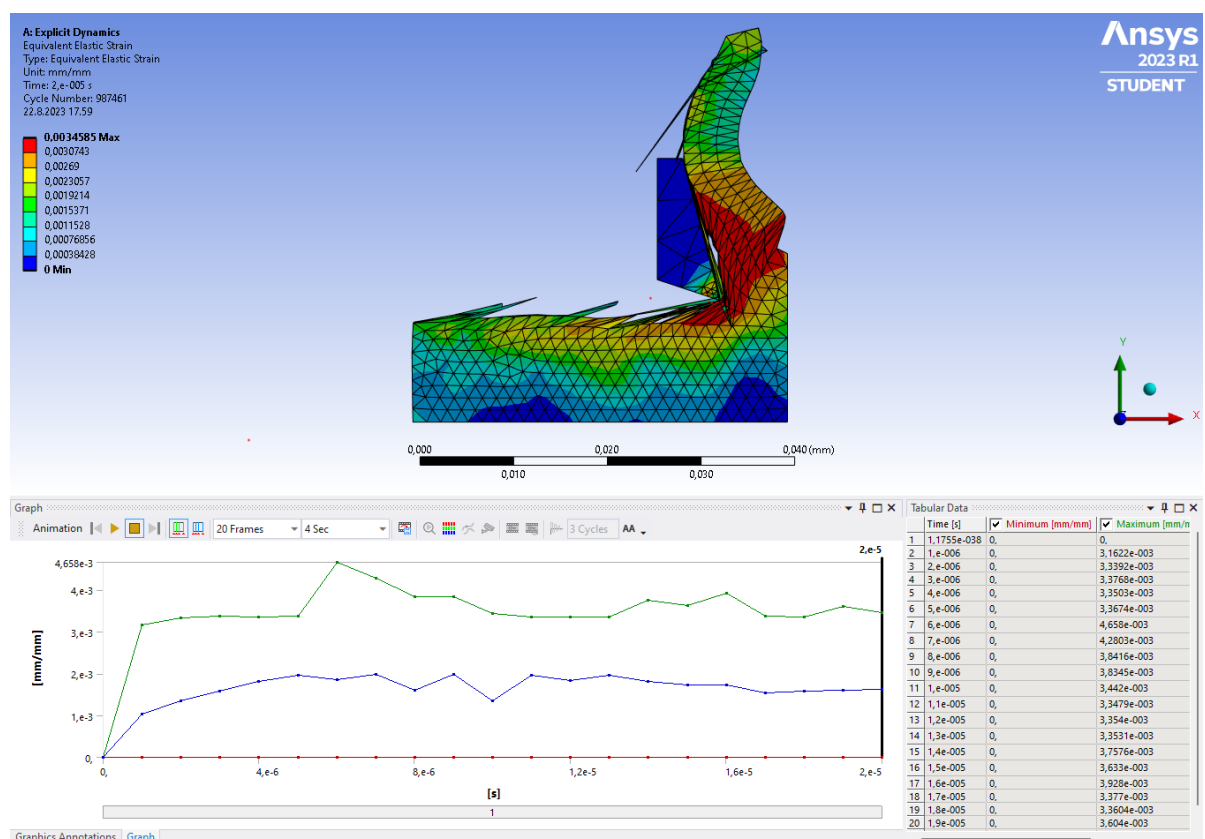 A: Explicit Dynamics
Equivalent Elastic Strain
Type: Equivalent Elastic Strain
Unit: mm/mm
Time: 2,e-005 s
Cycle Number: 987461
22.8.2023 17.59
0,0034585 Max
0,0030743
0,00269
0,0023057
0,0019214
0,0015371
0,0011528
0,00076856
0,00038428
0 Min
Ansys
2023 R1
STUDENT
Y
X
0,000 0,020 0,040 (mm)
0,010 0,030
Graph
Animation 20 Frames 4 Sec 3 Cycles AA
2,e-5
4,658e-3
4,e-3
3,e-3
2,e-3
1,e-3
0,
[mm/mm]
0, 4,e-6 8,e-6 1,2e-5 1,6e-5 2,e-5
[s]
1
Graphics Annotations Graph
Tabular Data
Time [s] Minimum [mm/mm] Maximum [mm/n
1 1,1755e-038 0, 0,
2 1,e-006 0, 3,1622e-003
3 2,e-006 0, 3,3392e-003
4 3,e-006 0, 3,3768e-003
5 4,e-006 0, 3,3503e-003
6 5,e-006 0, 3,3674e-003
7 6,e-006 0, 4,658e-003
8 7,e-006 0, 4,2803e-003
9 8,e-006 0, 3,8416e-003
10 9,e-006 0, 3,8345e-003
11 1,e-005 0, 3,442e-003
12 1,1e-005 0, 3,3479e-003
13 1,2e-005 0, 3,354e-003
14 1,3e-005 0, 3,3531e-003
15 1,4e-005 0, 3,7576e-003
16 1,5e-005 0, 3,633e-003
17 1,6e-005 0, 3,928e-003
18 1,7e-005 0, 3,377e-003
19 1,8e-005 0, 3,3604e-003
20 1,9e-005 0, 3,604e-003